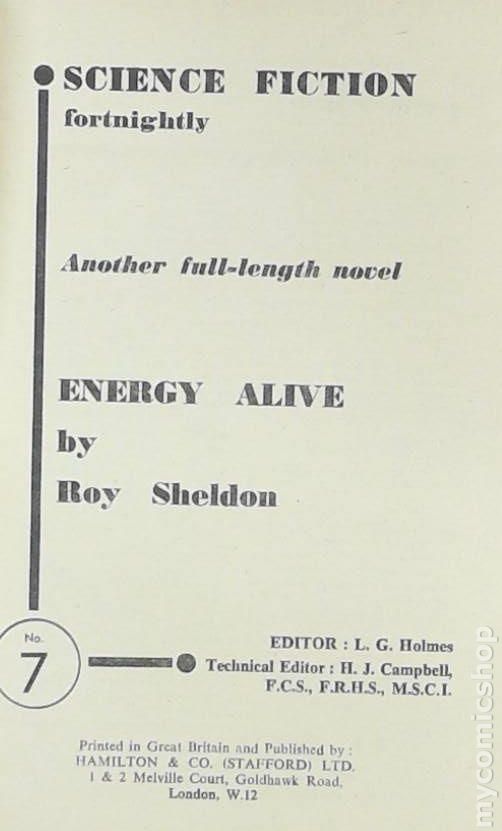 SCIENCE FICTION
fortnightly
Another full-length novel
ENERGY ALIVE
by
Roy Sheldon
No.
7
EDITOR : L. G. Holmes
Technical Editor : H. J. Campbell,
F.C.S., F.R.H.S., M.S.C.I.
Printed in Great Britain and Published by :
HAMILTON & CO. (STAFFORD) LTD.
1 & 2 Melville Court, Goldhawk Road,
London, W.12
mycomicshop